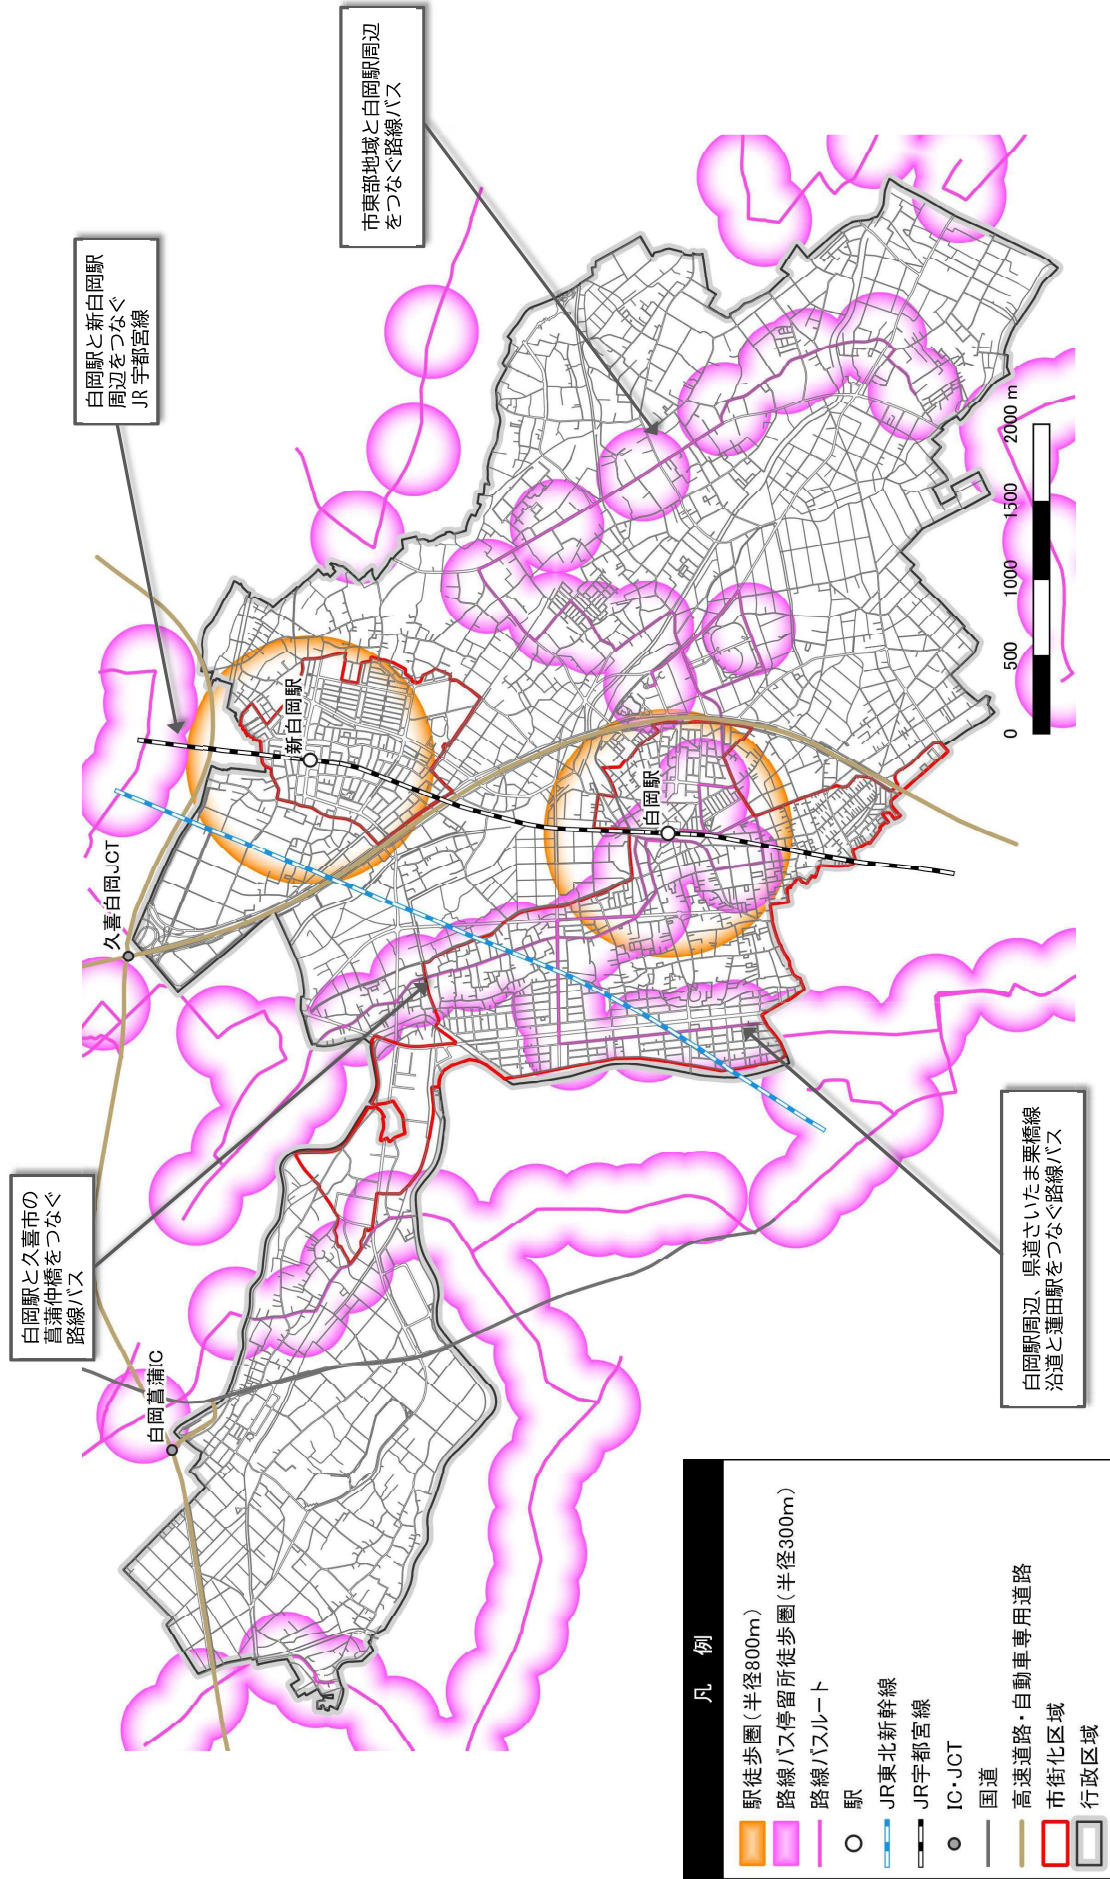 白岡駅と久喜市の
菖蒲仲橋をつなぐ
路線バス
白岡駅と新白岡駅
周辺をつなぐ
JR宇都宮線
市東部地域と白岡駅周辺
をつなぐ路線バス
白岡菖蒲IC
久喜白岡JCT
新白岡駅
白岡駅
白岡駅周辺、県道さいたま栗橋線
沿道と蓮田駅をつなぐ路線バス
0 500 1000 1500 2000 m
凡 例
駅徒歩圏(半径800m)
路線バス停留所徒歩圏(半径300m)
路線バスルート
駅
JR東北新幹線
JR宇都宮線
IC・JCT
国道
高速道路・自動車専用道路
市街化区域
行政区域